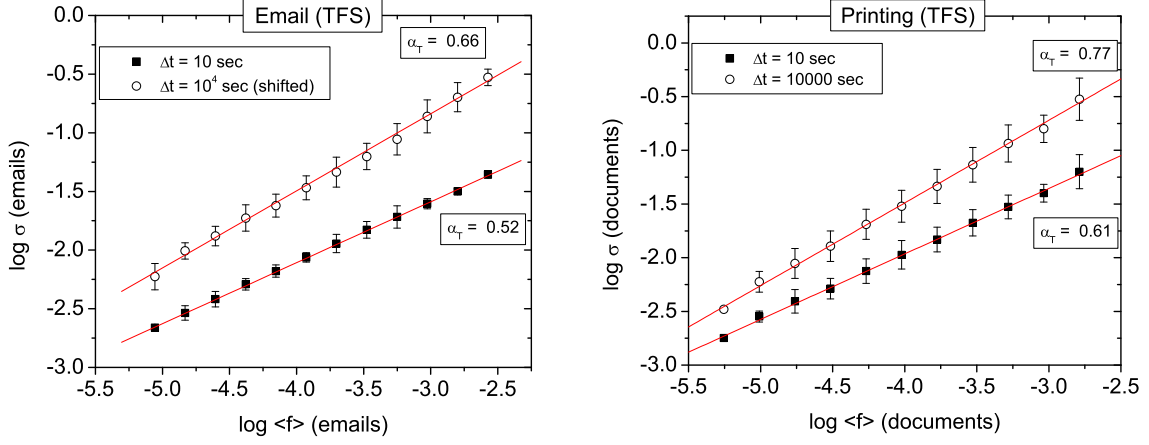 Email (TFS)
α_T = 0.66
Δt = 10 sec
Δt = 10⁴ sec (shifted)
α_T = 0.52
0.0
-0.5
-1.0
-1.5
-2.0
-2.5
-3.0
log σ (emails)
-5.5 -5.0 -4.5 -4.0 -3.5 -3.0 -2.5
log <f> (emails)
Printing (TFS)
α_T = 0.77
Δt = 10 sec
Δt = 10000 sec
α_T = 0.61
0.0
-0.5
-1.0
-1.5
-2.0
-2.5
-3.0
log σ (documents)
-5.5 -5.0 -4.5 -4.0 -3.5 -3.0 -2.5
log <f> (documents)